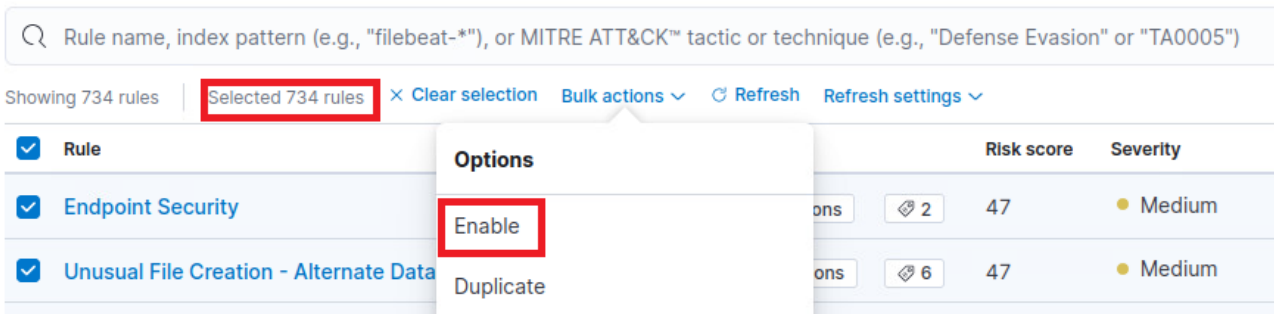 Rule name, index pattern (e.g., "filebeat-*"), or MITRE ATT&CK™ tactic or technique (e.g., "Defense Evasion" or "TA0005")
Showing 734 rules Selected 734 rules × Clear selection Bulk actions Refresh Refresh settings
Rule Risk score Severity
Options
Endpoint Security ons 2 47 Medium
Enable
Unusual File Creation - Alternate Data ons 6 47 Medium
Duplicate